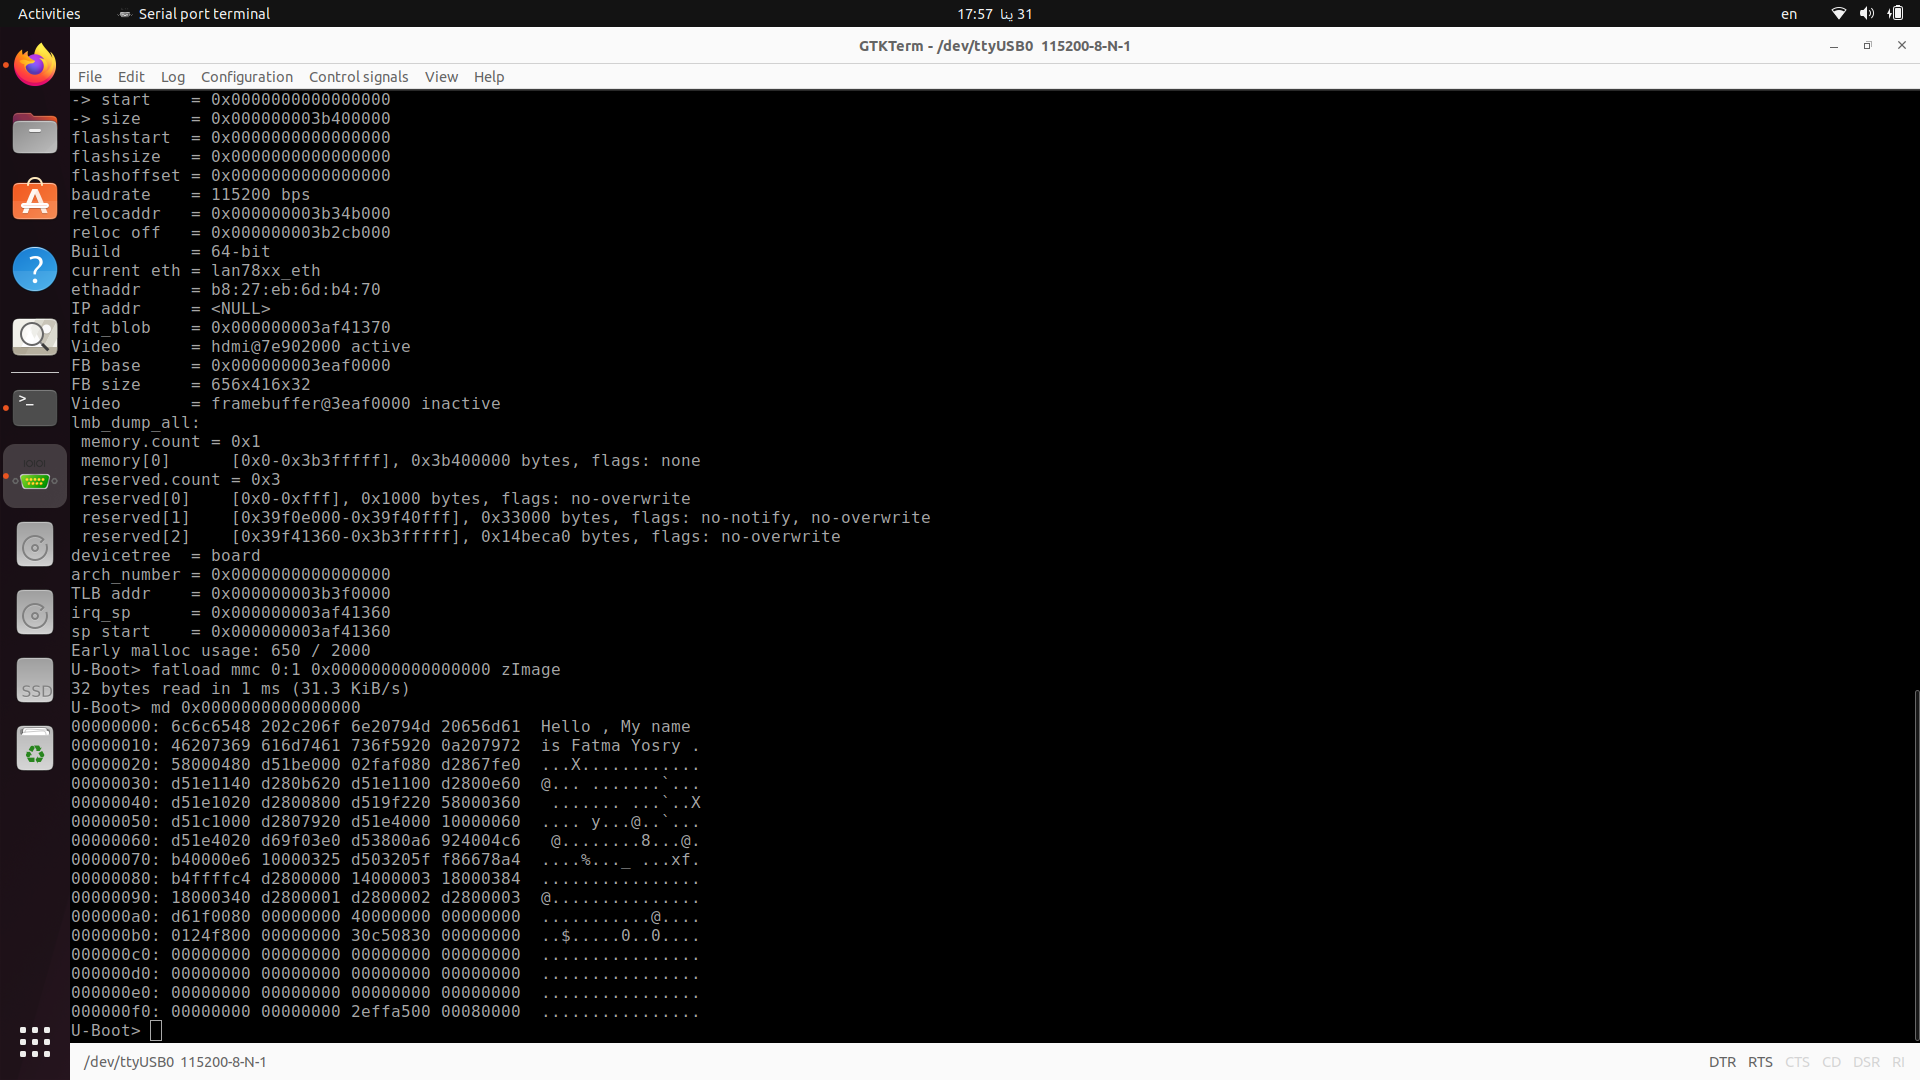 Activities
Serial port terminal
31 ينا 17:57
en
GTKTerm - /dev/ttyUSB0  115200-8-N-1
File Edit Log Configuration Control signals View Help
-> start    = 0x0000000000000000
-> size     = 0x000000003b400000
flashstart  = 0x0000000000000000
flashsize   = 0x0000000000000000
flashoffset = 0x0000000000000000
baudrate    = 115200 bps
relocaddr   = 0x000000003b34b000
reloc off   = 0x000000003b2cb000
Build       = 64-bit
current eth = lan78xx_eth
ethaddr     = b8:27:eb:6d:b4:70
IP addr     = <NULL>
fdt_blob    = 0x000000003af41370
Video       = hdmi@7e902000 active
FB base     = 0x000000003eaf0000
FB size     = 656x416x32
Video       = framebuffer@3eaf0000 inactive
lmb_dump_all:
 memory.count = 0x1
 memory[0]      [0x0-0x3b3fffff], 0x3b400000 bytes, flags: none
 reserved.count = 0x3
 reserved[0]    [0x0-0xfff], 0x1000 bytes, flags: no-overwrite
 reserved[1]    [0x39f0e000-0x39f40fff], 0x33000 bytes, flags: no-notify, no-overwrite
 reserved[2]    [0x39f41360-0x3b3fffff], 0x14beca0 bytes, flags: no-overwrite
devicetree  = board
arch_number = 0x0000000000000000
TLB addr    = 0x000000003b3f0000
irq_sp      = 0x000000003af41360
sp start    = 0x000000003af41360
Early malloc usage: 650 / 2000
U-Boot> fatload mmc 0:1 0x0000000000000000 zImage
32 bytes read in 1 ms (31.3 KiB/s)
U-Boot> md 0x0000000000000000
00000000: 6c6c6548 202c206f 6e20794d 20656d61  Hello , My name
00000010: 46207369 616d7461 736f5920 0a207972  is Fatma Yosry .
00000020: 58000480 d51be000 02faf080 d2867fe0  ...X............
00000030: d51e1140 d280b620 d51e1100 d2800e60  @... .......`...
00000040: d51e1020 d2800800 d519f220 58000360   ....... ...`..X
00000050: d51c1000 d2807920 d51e4000 10000060  .... y...@..`...
00000060: d51e4020 d69f03e0 d53800a6 924004c6   @........8...@.
00000070: b40000e6 10000325 d503205f f86678a4  ....%..._ ...xf.
00000080: b4ffffc4 d2800000 14000003 18000384  ................
00000090: 18000340 d2800001 d2800002 d2800003  @...............
000000a0: d61f0080 00000000 40000000 00000000  ...........@....
000000b0: 0124f800 00000000 30c50830 00000000  ..$.....0..0....
000000c0: 00000000 00000000 00000000 00000000  ................
000000d0: 00000000 00000000 00000000 00000000  ................
000000e0: 00000000 00000000 00000000 00000000  ................
000000f0: 00000000 00000000 2effa500 00080000  ................
U-Boot>
SSD
/dev/ttyUSB0  115200-8-N-1
DTR RTS CTS CD DSR RI